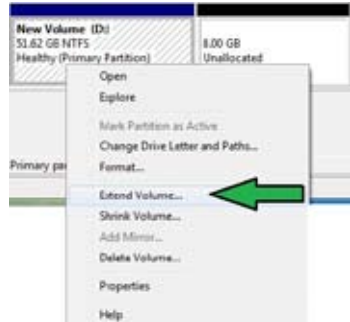 New Volume (D:)
51.62 GB NTFS
Healthy (Primary Partition)
8.00 GB
Unallocated
Open
Explore
Mark Partition as Active
Change Drive Letter and Paths...
Format...
Primary par
Extend Volume...
Shrink Volume...
Add Mirror...
Delete Volume...
Properties
Help